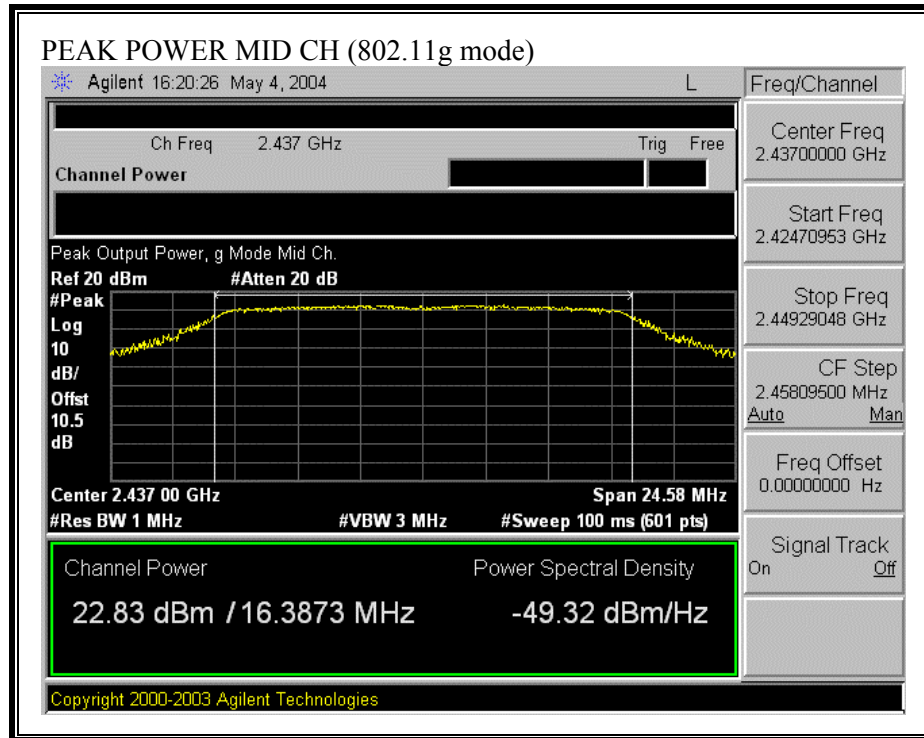 PEAK POWER MID CH (802.11g mode)
Agilent 16:20:26 May 4, 2004 L
Freq/Channel
Ch Freq 2.437 GHz Trig Free
Channel Power
Peak Output Power, g Mode Mid Ch.
Ref 20 dBm #Atten 20 dB
#Peak
Log
10
dB/
Offst
10.5
dB
Center 2.437 00 GHz Span 24.58 MHz
#Res BW 1 MHz #VBW 3 MHz #Sweep 100 ms (601 pts)
Channel Power Power Spectral Density
22.83 dBm / 16.3873 MHz -49.32 dBm/Hz
Copyright 2000-2003 Agilent Technologies
Center Freq
2.43700000 GHz
Start Freq
2.42470953 GHz
Stop Freq
2.44929048 GHz
CF Step
2.45809500 MHz
Auto Man
Freq Offset
0.00000000 Hz
Signal Track
On Off